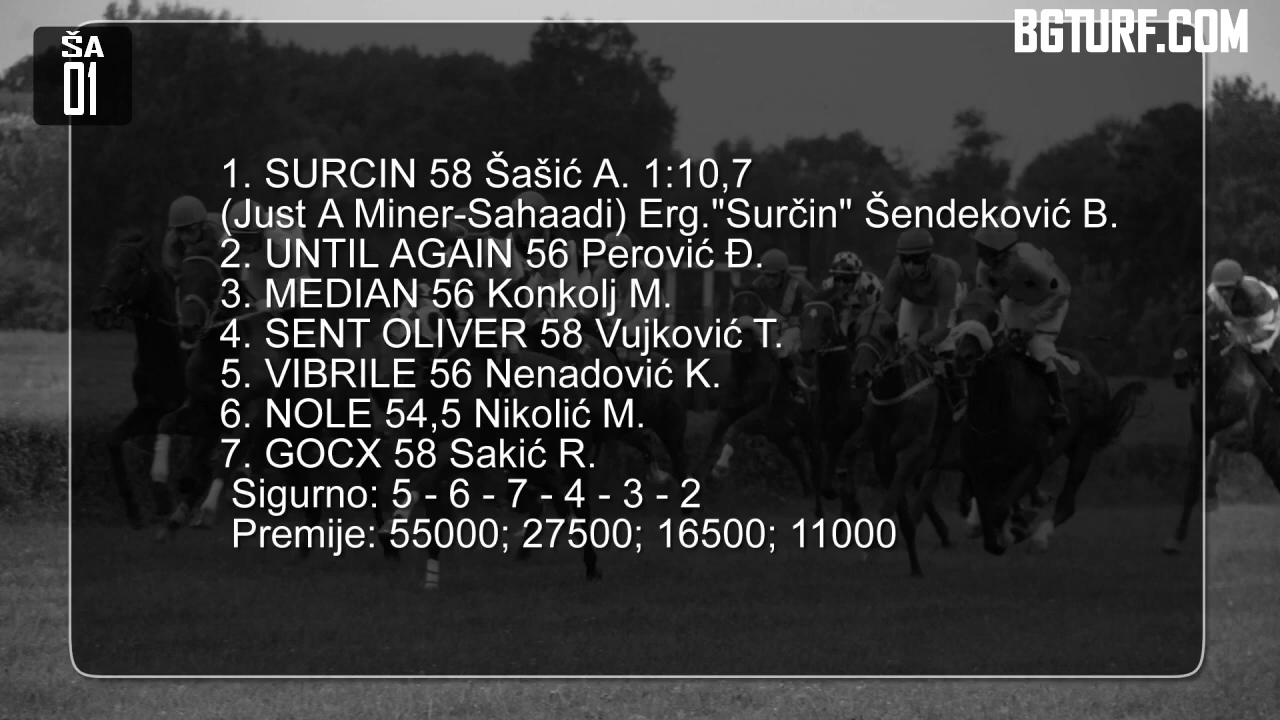 ŠA
01
BGTURF.COM
1. SURCIN 58 Šašić A. 1:10,7
(Just A Miner-Sahaadi) Erg."Surčin" Šendeković B.
2. UNTIL AGAIN 56 Perović Đ.
3. MEDIAN 56 Konkolj M.
4. SENT OLIVER 58 Vujković T.
5. VIBRILE 56 Nenadović K.
6. NOLE 54,5 Nikolić M.
7. GOCX 58 Sakić R.
Sigurno: 5 - 6 - 7 - 4 - 3 - 2
Premije: 55000; 27500; 16500; 11000